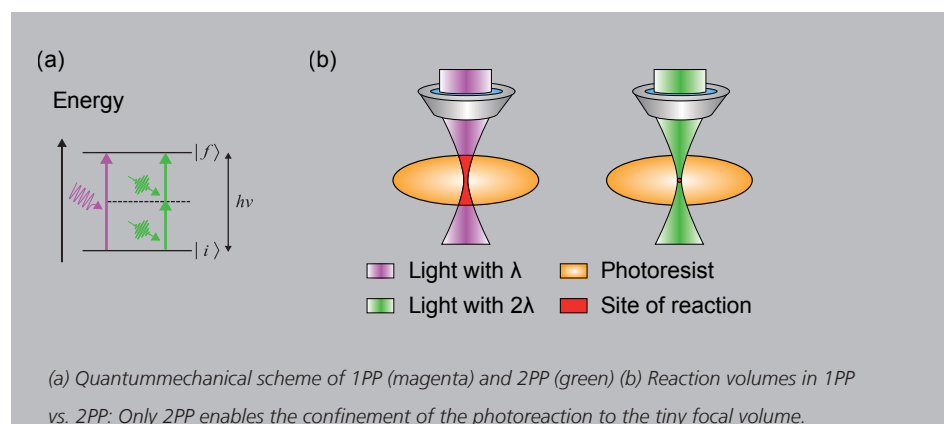 (a)
Energy
|f⟩
hν
|i⟩
(b)
Light with λ
Photoresist
Light with 2λ
Site of reaction
(a) Quantummechanical scheme of 1PP (magenta) and 2PP (green) (b) Reaction volumes in 1PP
vs. 2PP: Only 2PP enables the confinement of the photoreaction to the tiny focal volume.